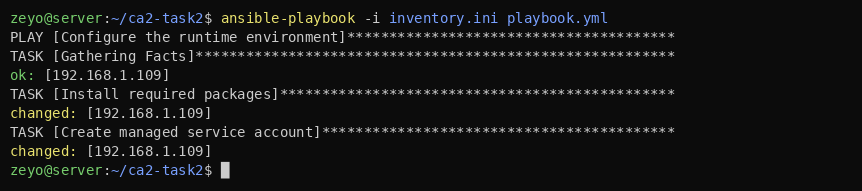 zeyo@server:~/ca2-task2$ ansible-playbook -i inventory.ini playbook.yml
PLAY [Configure the runtime environment]***************************************
TASK [Gathering Facts]*********************************************************
ok: [192.168.1.109]
TASK [Install required packages]***********************************************
changed: [192.168.1.109]
TASK [Create managed service account]******************************************
changed: [192.168.1.109]
zeyo@server:~/ca2-task2$